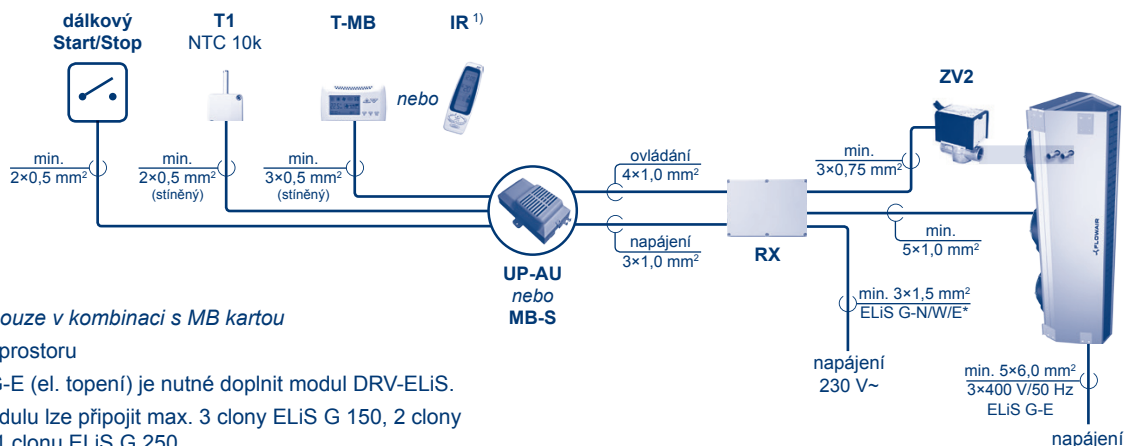 dálkový
Start/Stop
T1
NTC 10k
T-MB
nebo
IR 1)
ZV2
min.
2×0,5 mm²
min.
2×0,5 mm²
(stíněný)
min.
3×0,5 mm²
(stíněný)
ovládání
4×1,0 mm²
min.
3×0,75 mm²
FLOWAIR
napájení
3×1,0 mm²
RX
min.
5×1,0 mm²
UP-AU
nebo
MB-S
min. 3×1,5 mm²
ELiS G-N/W/E*
napájení
230 V~
min. 5×6,0 mm²
3×400 V/50 Hz
ELiS G-E
napájení
ouze v kombinaci s MB kartou
prostoru
G-E (el. topení) je nutné doplnit modul DRV-ELiS.
dulu lze připojit max. 3 clony ELiS G 150, 2 clony
1 clonu ELiS G 250